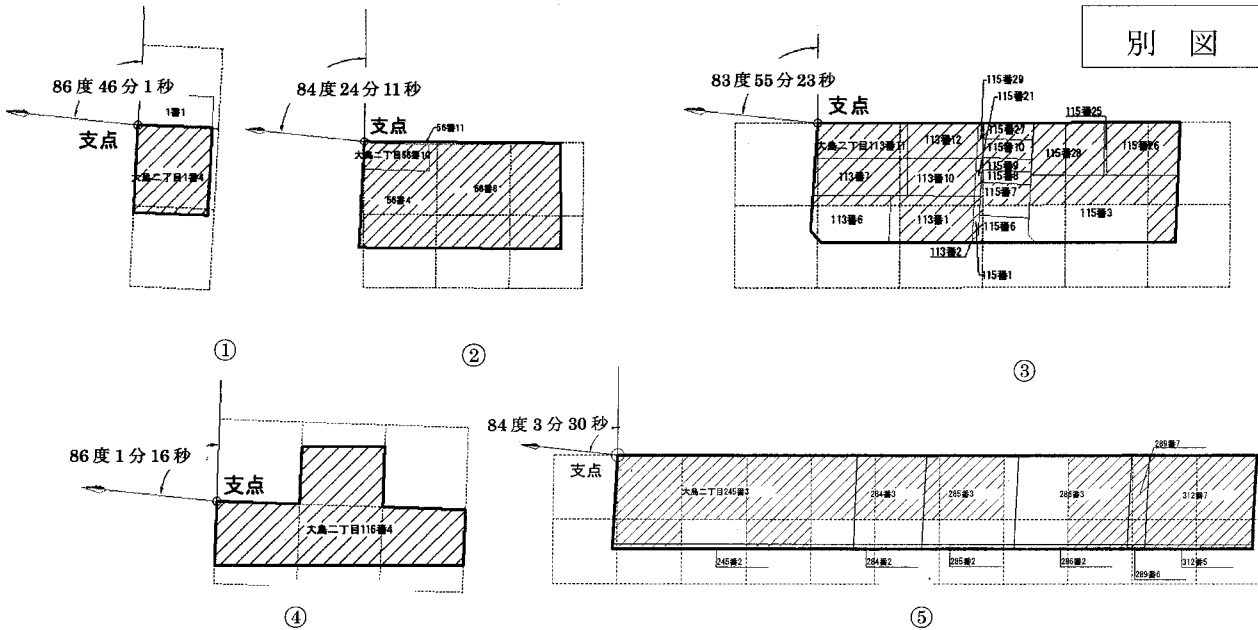 別 図
86度46分1秒
1番1
支点
大島二丁目1番4
①
84度24分11秒
支点
56番11
大島二丁目56番10
56番4
56番8
②
83度55分23秒
支点
115番29
115番21
115番25
大島二丁目113番11
113番12
115番27
115番10
115番28
115番26
113番7
113番10
115番9
115番8
115番7
113番6
113番1
115番6
115番3
113番2
115番1
③
86度1分16秒
支点
大島二丁目116番4
④
84度3分30秒
支点
289番7
大島二丁目245番3
284番3
285番3
286番3
312番7
245番2
284番2
285番2
286番2
289番6
312番5
⑤